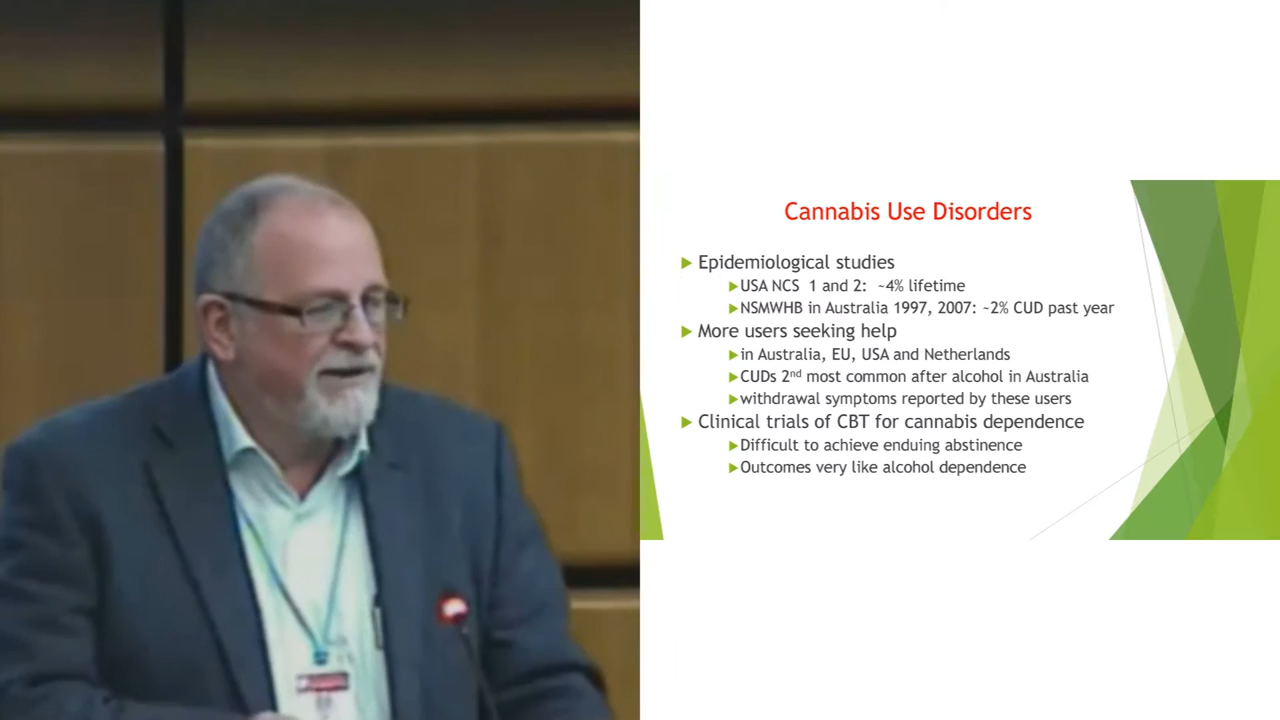 Cannabis Use Disorders
Epidemiological studies
USA NCS 1 and 2: ~4% lifetime
NSMWHB in Australia 1997, 2007: ~2% CUD past year
More users seeking help
in Australia, EU, USA and Netherlands
CUDs 2nd most common after alcohol in Australia
withdrawal symptoms reported by these users
Clinical trials of CBT for cannabis dependence
Difficult to achieve enduing abstinence
Outcomes very like alcohol dependence